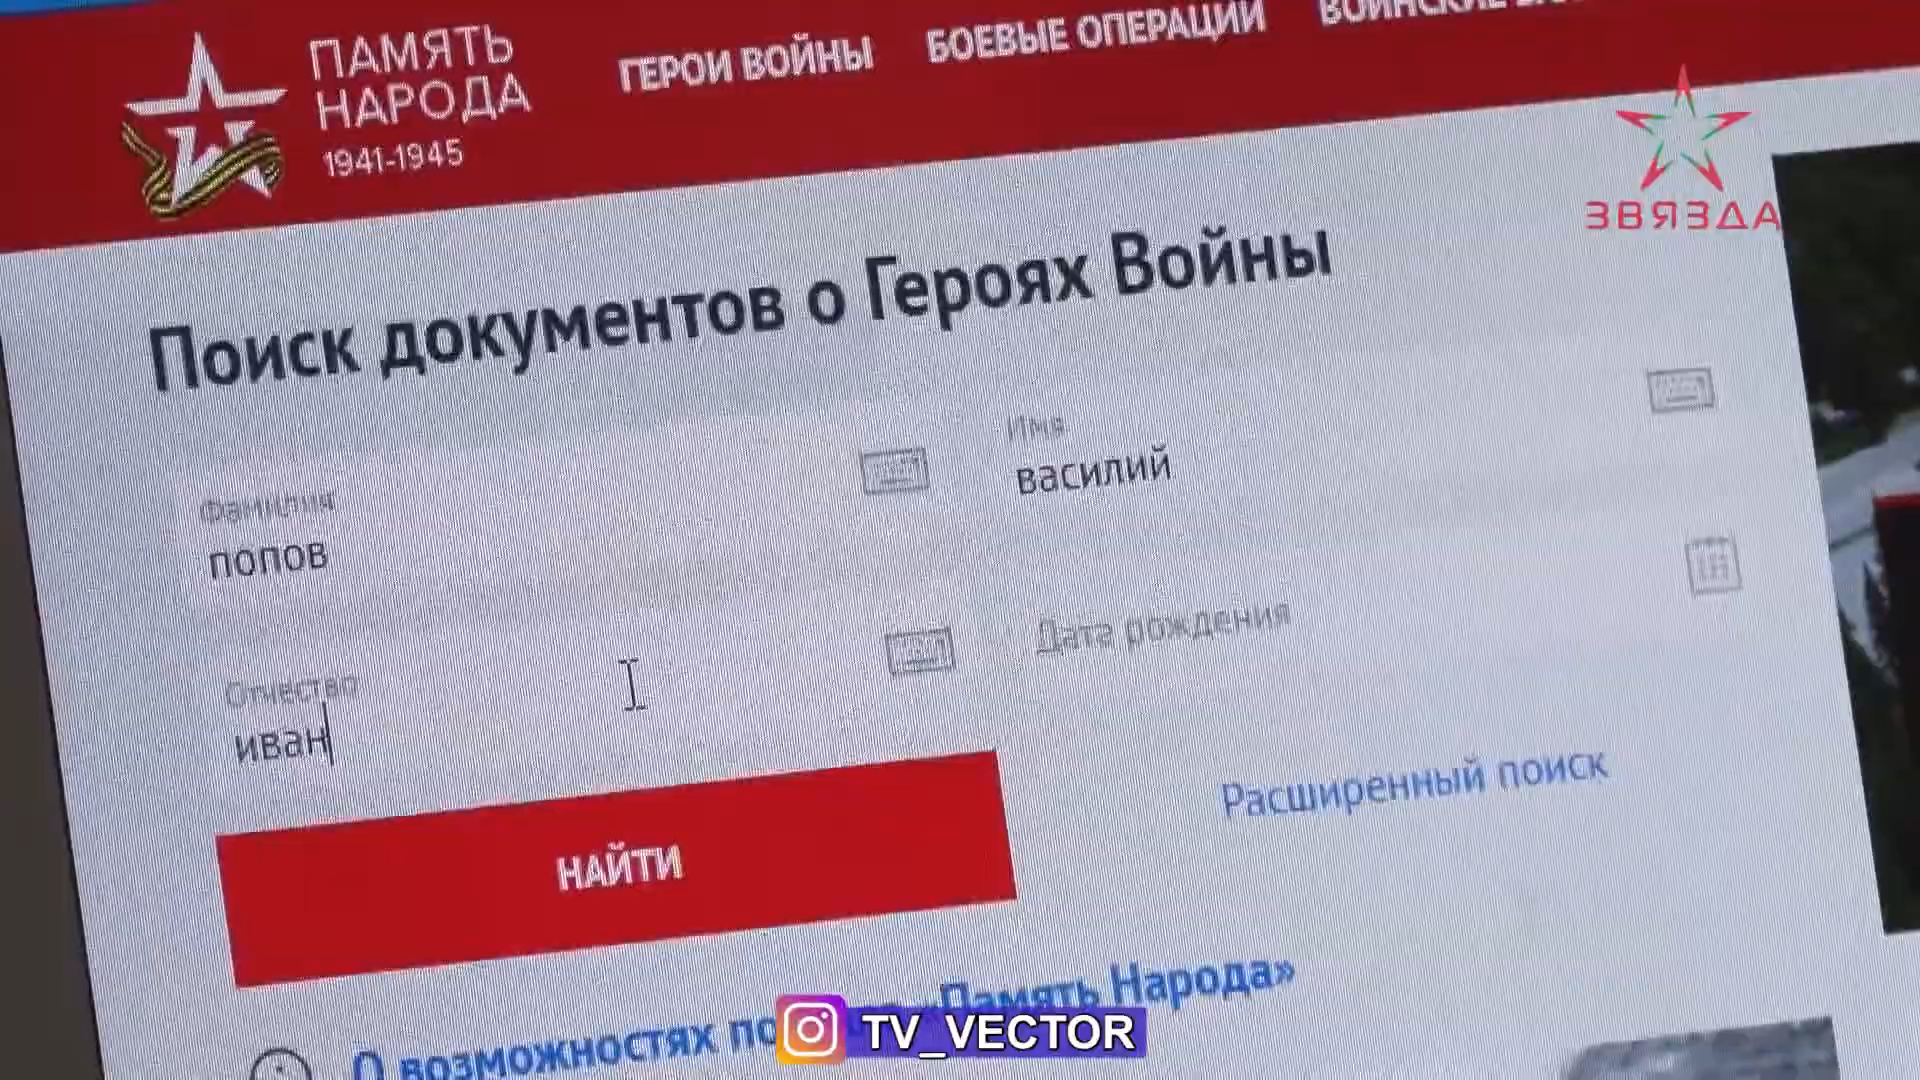 ПАМЯТЬ
НАРОДА
1941-1945
ГЕРОИ ВОЙНЫ
БОЕВЫЕ ОПЕРАЦИИ
ЗВЯЗДА
Поиск документов о Героях Войны
Фамилия
попов
Имя
василий
Отчество
иван
Дата рождения
НАЙТИ
Расширенный поиск
О возможностях «Память Народа»
TV_VECTOR